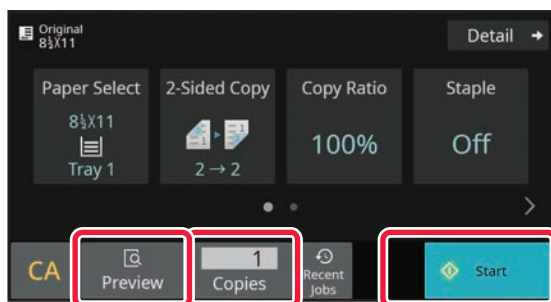 Original
8½X11
Detail
Paper Select
2-Sided Copy
Copy Ratio
Staple
8½X11
Tray 1
2→2
100%
Off
CA
Preview
1
Copies
Recent
Jobs
Start